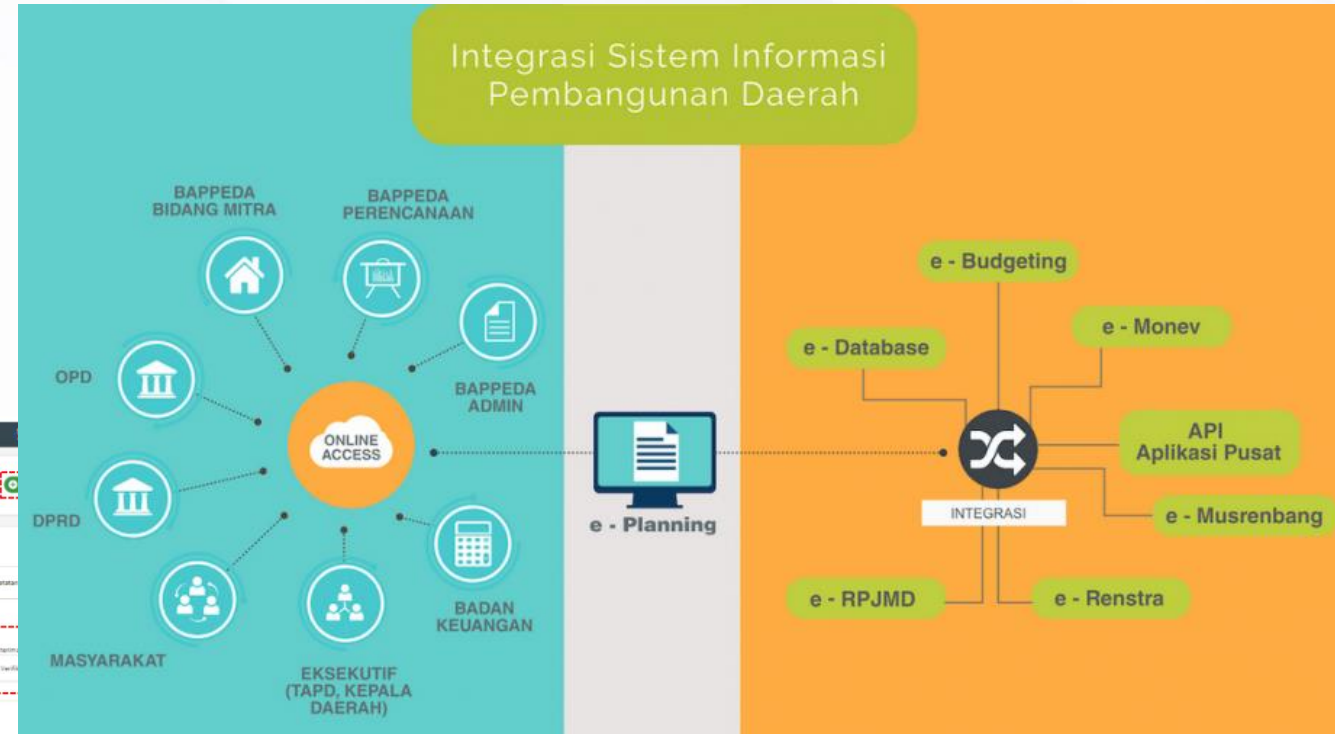 Integrasi Sistem Informasi
Pembangunan Daerah
BAPPEDA
BIDANG MITRA
BAPPEDA
PERENCANAAN
BAPPEDA
ADMIN
OPD
DPRD
MASYARAKAT
EKSEKUTIF
(TAPD, KEPALA
DAERAH)
BADAN
KEUANGAN
ONLINE
ACCESS
e - Planning
e - Budgeting
e - Monev
e - Database
API
Aplikasi Pusat
INTEGRASI
e - Musrenbang
e - RPJMD
e - Renstra